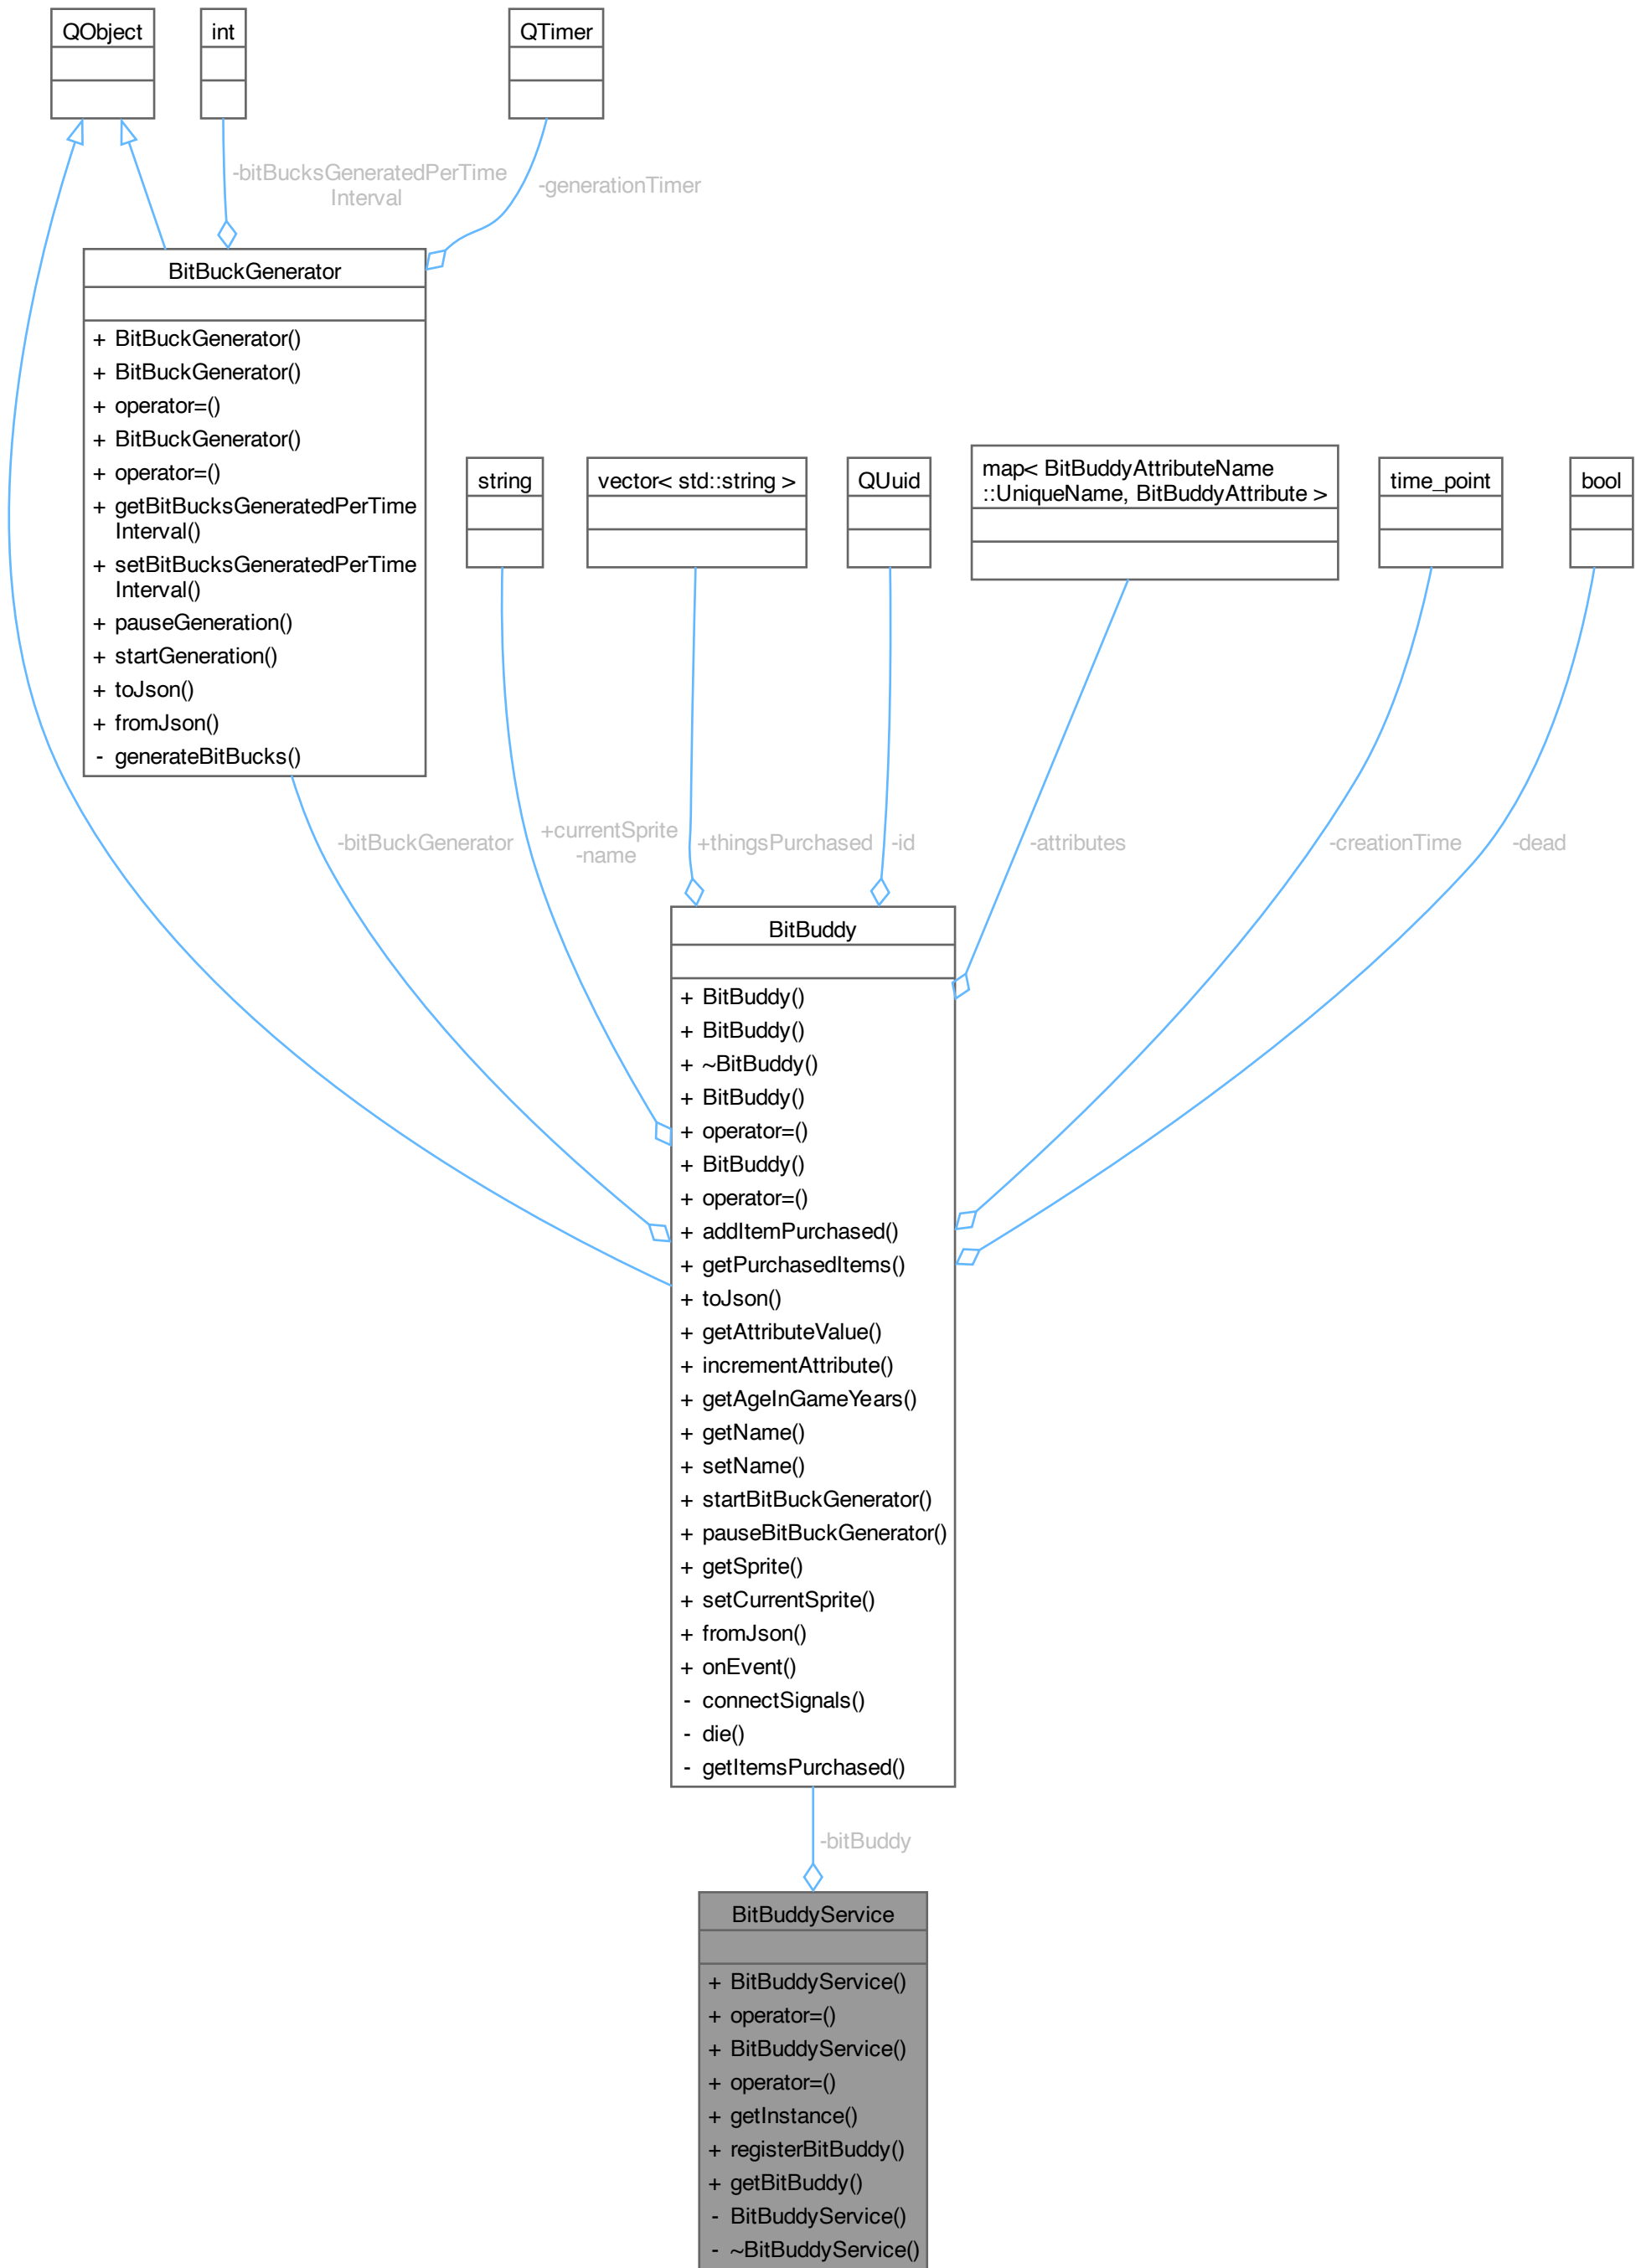 QObject
int
QTimer
-bitBucksGeneratedPerTime
Interval
-generationTimer
BitBuckGenerator
+ BitBuckGenerator()
+ BitBuckGenerator()
+ operator=()
+ BitBuckGenerator()
+ operator=()
+ getBitBucksGeneratedPerTime
Interval()
+ setBitBucksGeneratedPerTime
Interval()
+ pauseGeneration()
+ startGeneration()
+ toJson()
+ fromJson()
- generateBitBucks()
string
vector< std::string >
QUuid
map< BitBuddyAttributeName
::UniqueName, BitBuddyAttribute >
time_point
bool
-bitBuckGenerator
+currentSprite
-name
+thingsPurchased
-id
-attributes
-creationTime
-dead
BitBuddy
+ BitBuddy()
+ BitBuddy()
+ ~BitBuddy()
+ BitBuddy()
+ operator=()
+ BitBuddy()
+ operator=()
+ addItemPurchased()
+ getPurchasedItems()
+ toJson()
+ getAttributeValue()
+ incrementAttribute()
+ getAgeInGameYears()
+ getName()
+ setName()
+ startBitBuckGenerator()
+ pauseBitBuckGenerator()
+ getSprite()
+ setCurrentSprite()
+ fromJson()
+ onEvent()
- connectSignals()
- die()
- getItemsPurchased()
-bitBuddy
BitBuddyService
+ BitBuddyService()
+ operator=()
+ BitBuddyService()
+ operator=()
+ getInstance()
+ registerBitBuddy()
+ getBitBuddy()
- BitBuddyService()
- ~BitBuddyService()